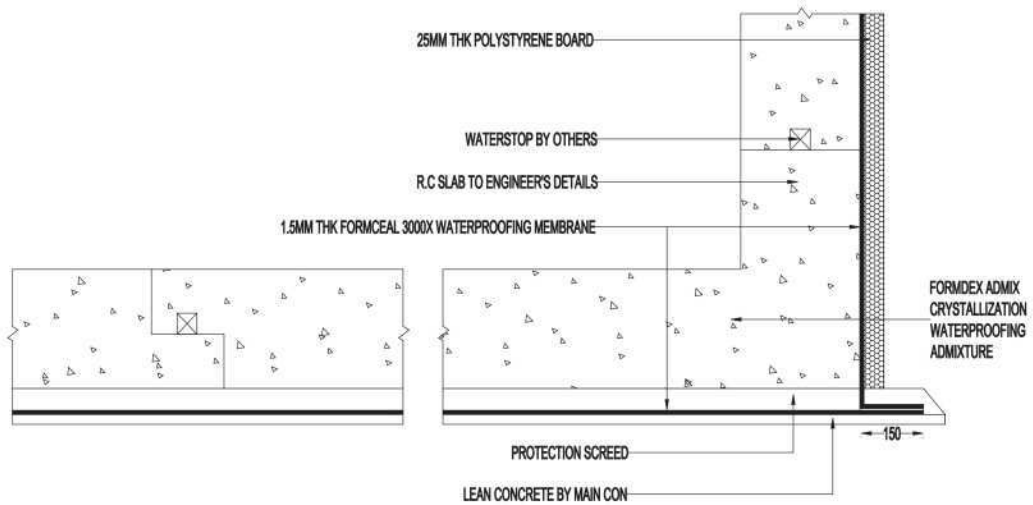 25MM THK POLYSTYRENE BOARD
WATERSTOP BY OTHERS
R.C SLAB TO ENGINEER'S DETAILS
1.5MM THK FORMCEAL 3000X WATERPROOFING MEMBRANE
FORMDEX ADMIX
CRYSTALLIZATION
WATERPROOFING
ADMIXTURE
150
PROTECTION SCREED
LEAN CONCRETE BY MAIN CON